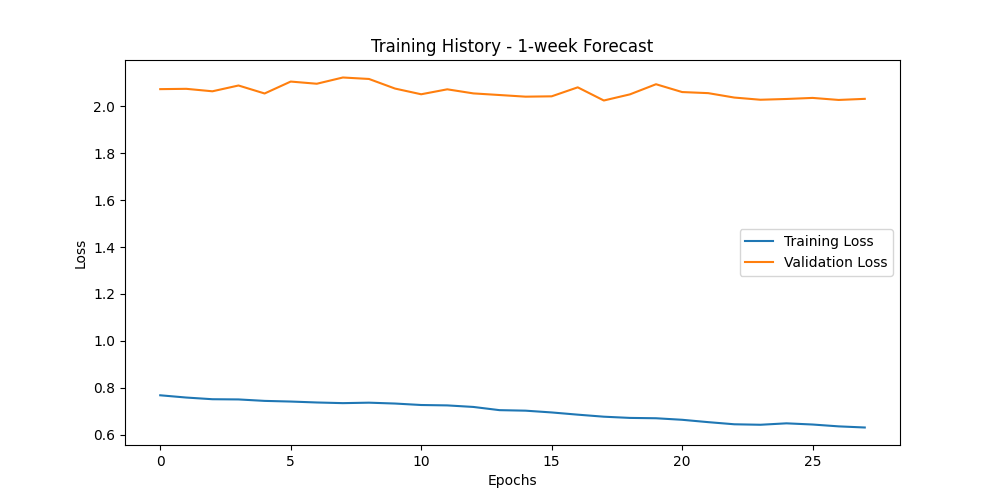 Training History - 1-week Forecast
2.0
1.8
1.6
1.4
1.2
1.0
0.8
0.6
Loss
Training Loss
Validation Loss
0 5 10 15 20 25
Epochs